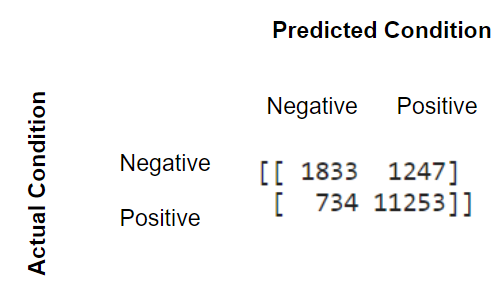 Predicted Condition
Negative Positive
Actual Condition
Negative [[ 1833 1247]
Positive [ 734 11253]]